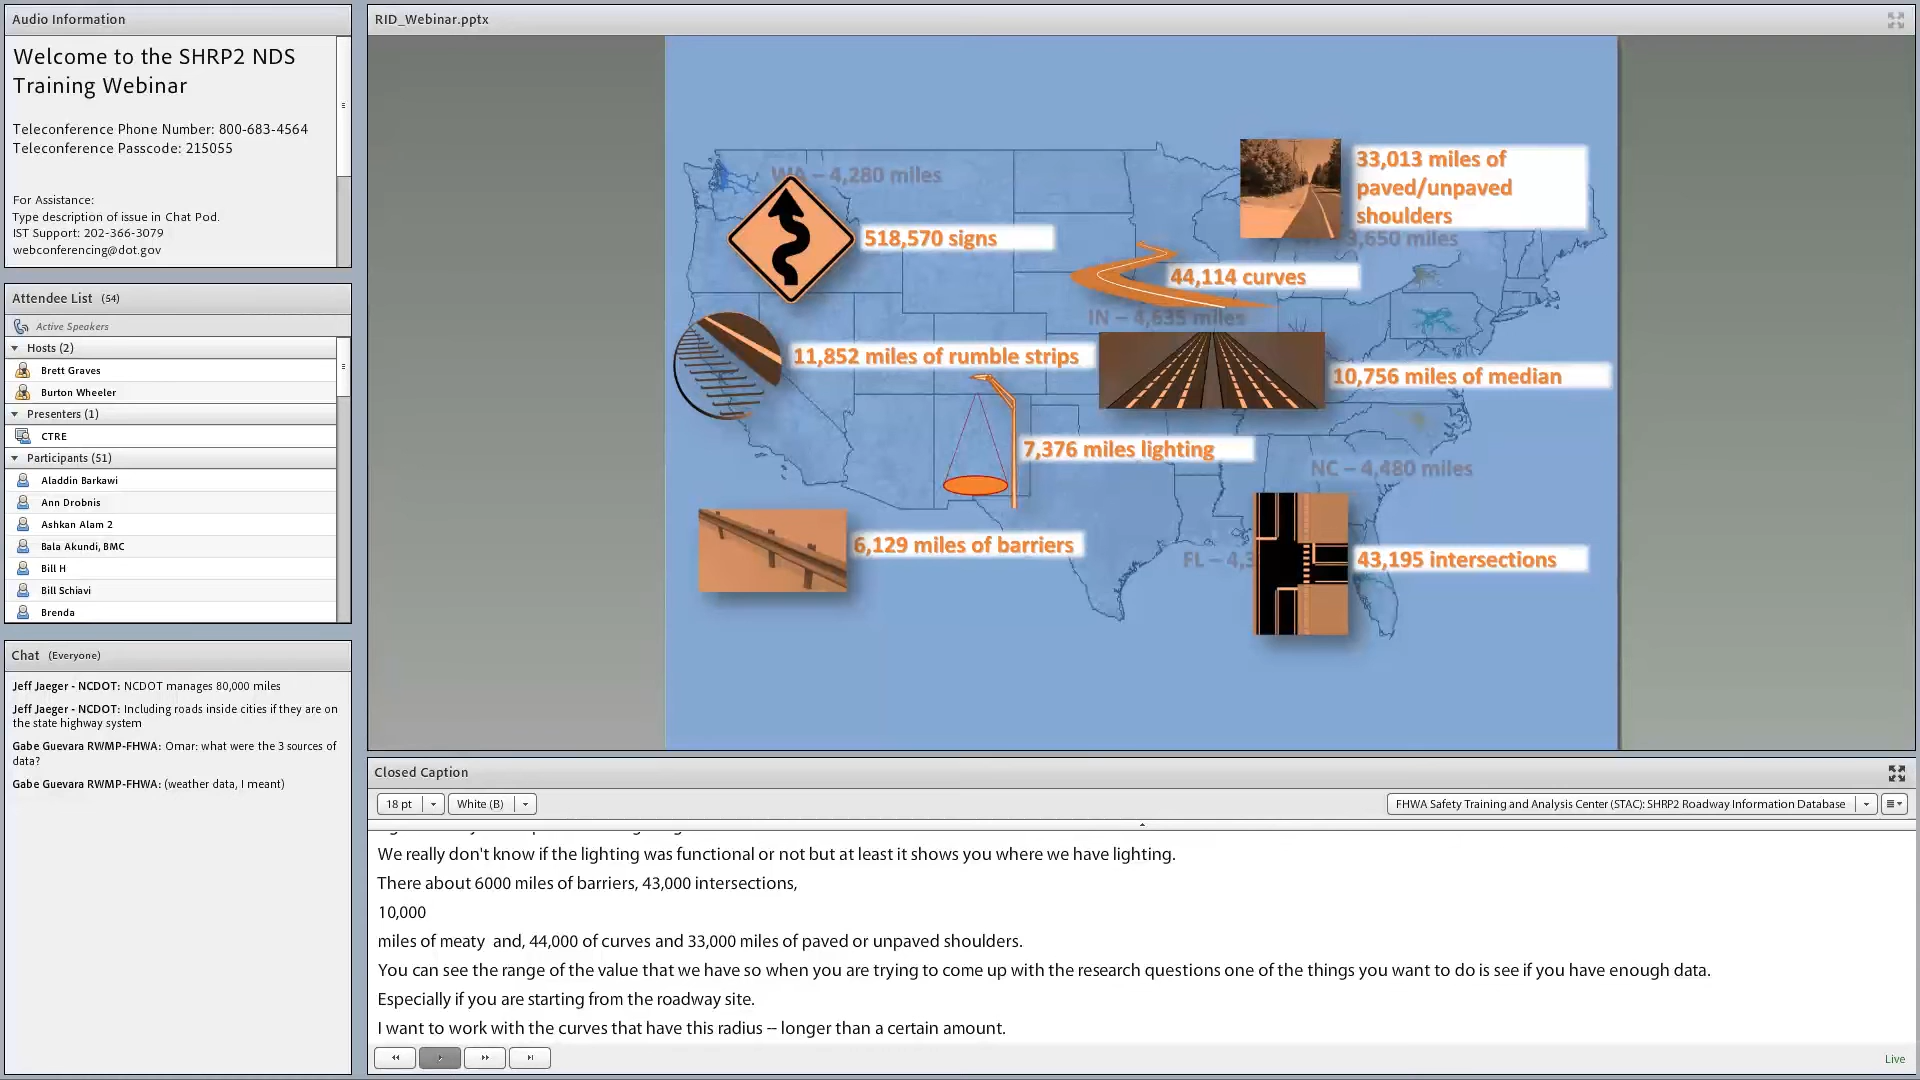 Audio Information
Welcome to the SHRP2 NDS
Training Webinar
Teleconference Phone Number: 800-683-4564
Teleconference Passcode: 215055
For Assistance:
Type description of issue in Chat Pod.
IST Support: 202-366-3079
webconferencing@dot.gov
Attendee List (54)
Active Speakers
Hosts (2)
Brett Graves
Burton Wheeler
Presenters (1)
CTRE
Participants (51)
Aladdin Barkawi
Ann Drobnis
Ashkan Alam 2
Bala Akundi, BMC
Bill H
Bill Schiavi
Brenda
Chat (Everyone)
Jeff Jaeger - NCDOT: NCDOT manages 80,000 miles
Jeff Jaeger - NCDOT: Including roads inside cities if they are on
the state highway system
Gabe Guevara RWMP-FHWA: Omar: what were the 3 sources of
data?
Gabe Guevara RWMP-FHWA: (weather data, I meant)
RID_Webinar.pptx
WA – 4,280 miles
33,013 miles of
paved/unpaved
shoulders
3,650 miles
518,570 signs
44,114 curves
IN – 4,635 miles
11,852 miles of rumble strips
10,756 miles of median
7,376 miles lighting
NC – 4,480 miles
6,129 miles of barriers
FL – 4,3
43,195 intersections
Closed Caption
18 pt
White (B)
FHWA Safety Training and Analysis Center (STAC): SHRP2 Roadway Information Database
We really don't know if the lighting was functional or not but at least it shows you where we have lighting.
There about 6000 miles of barriers, 43,000 intersections,
10,000
miles of meaty  and, 44,000 of curves and 33,000 miles of paved or unpaved shoulders.
You can see the range of the value that we have so when you are trying to come up with the research questions one of the things you want to do is see if you have enough data.
Especially if you are starting from the roadway site.
I want to work with the curves that have this radius -- longer than a certain amount.
Live